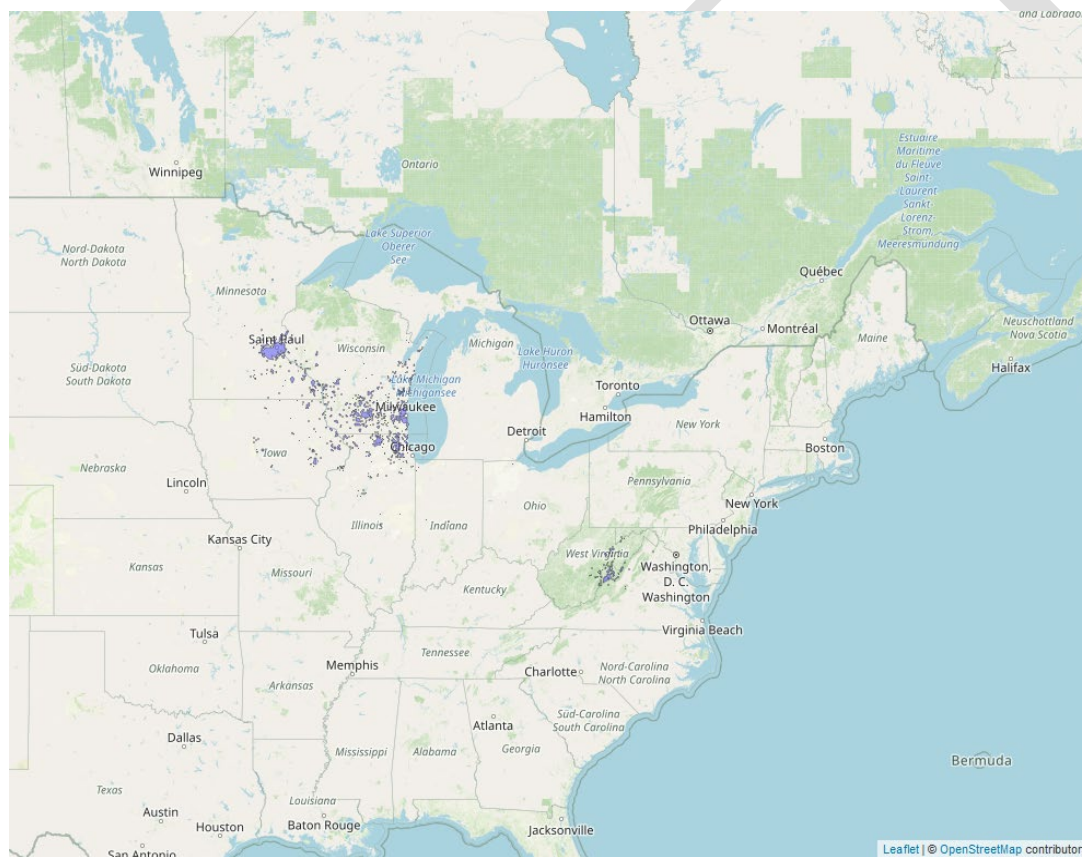 and Labrador
Winnipeg
Ontario
Estuaire
Maritime
du Fleuve
Saint-
Laurent
Sankt-
Lorenz-
Strom
Meeresmundung
Nord-Dakota
North Dakota
Lake Superior
Oberer
See
Québec
Minnesota
Ottawa
Montréal
Neuschottland
Nova Scotia
Saint Paul
Wisconsin
Michigan
Lake Huron
Huronsee
Maine
Halifax
Süd-Dakota
South Dakota
Lake Michigan
Michigansee
Toronto
Milwaukee
Hamilton
New York
Detroit
Boston
Chicago
Iowa
Nebraska
Lincoln
Pennsylvania
New York
Ohio
Illinois
Indiana
Philadelphia
Kansas City
West Virginia
Washington,
D. C.
Washington
Kansas
Missouri
Kentucky
Tulsa
Virginia Beach
Tennessee
Oklahoma
Memphis
Charlotte
Nord-Carolina
North Carolina
Arkansas
Süd-Carolina
South Carolina
Atlanta
Dallas
Mississippi
Alabama
Georgia
Bermuda
Texas
Louisiana
Austin
Houston
Baton Rouge
Jacksonville
San Antonio
Leaflet | © OpenStreetMap contributor